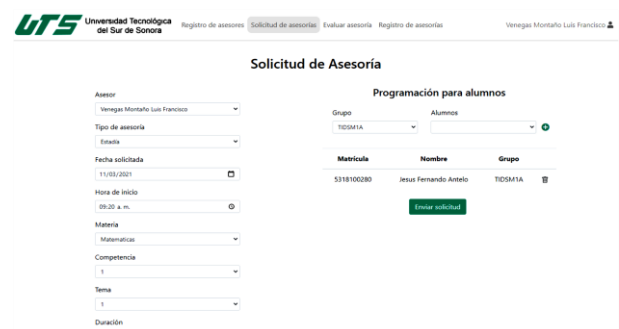 UTS
Universidad Tecnológica
del Sur de Sonora
Registro de asesores Solicitud de asesorías Evaluar asesoría Registro de asesorías Venegas Montaño Luis Francisco
Solicitud de Asesoría
Asesor
Venegas Montaño Luis Francisco
Tipo de asesoría
Estadía
Fecha solicitada
11/03/2021
Hora de inicio
09:20 a. m.
Materia
Matematicas
Competencia
1
Tema
1
Duración
Programación para alumnos
Grupo Alumnos
TIDSM1A
Matrícula Nombre Grupo
5318100280 Jesus Fernando Antelo TIDSM1A
Enviar solicitud